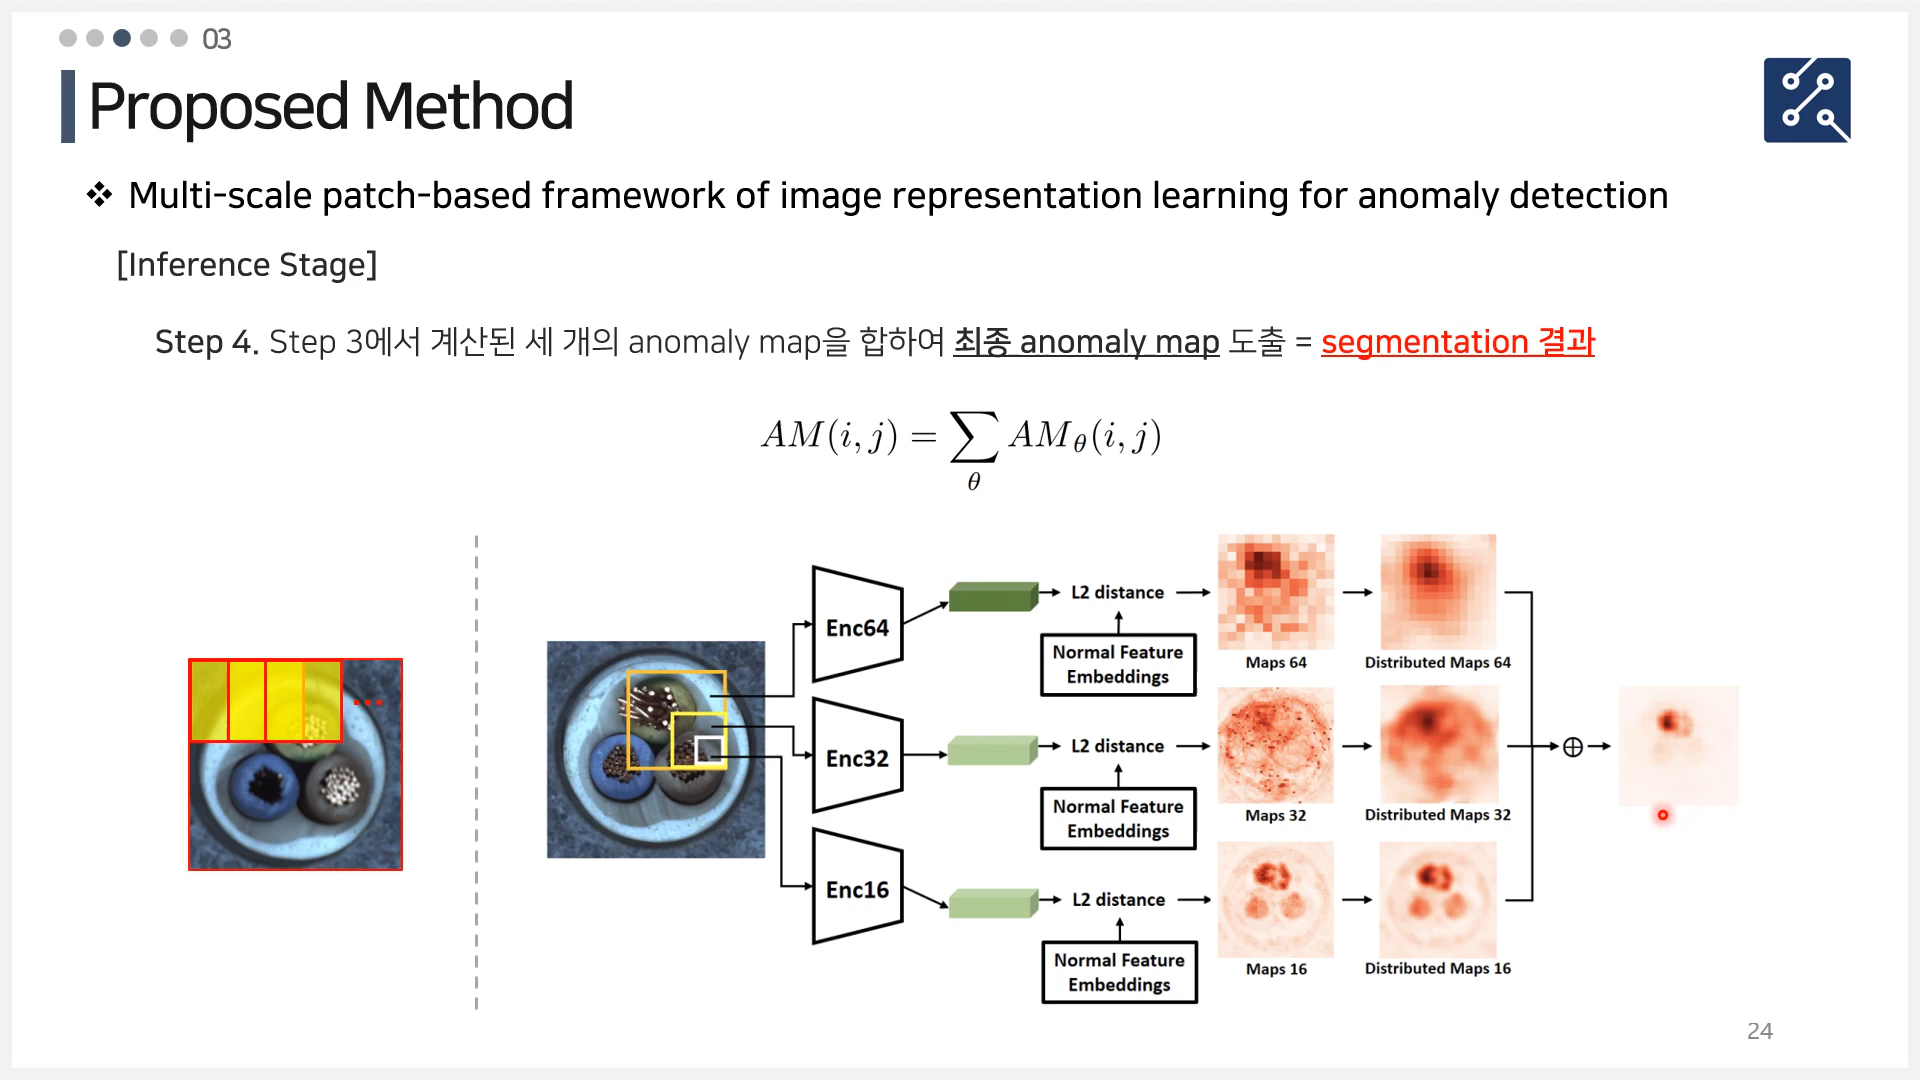 03
Proposed Method
❖ Multi-scale patch-based framework of image representation learning for anomaly detection
[Inference Stage]
Step 4. Step 3에서 계산된 세 개의 anomaly map을 합하여 최종 anomaly map 도출 = segmentation 결과
AM(i, j) = ∑_θ AM_θ(i, j)
Enc64
L2 distance
Normal Feature
Embeddings
Maps 64
Distributed Maps 64
Enc32
L2 distance
Normal Feature
Embeddings
Maps 32
Distributed Maps 32
Enc16
L2 distance
Normal Feature
Embeddings
Maps 16
Distributed Maps 16
24